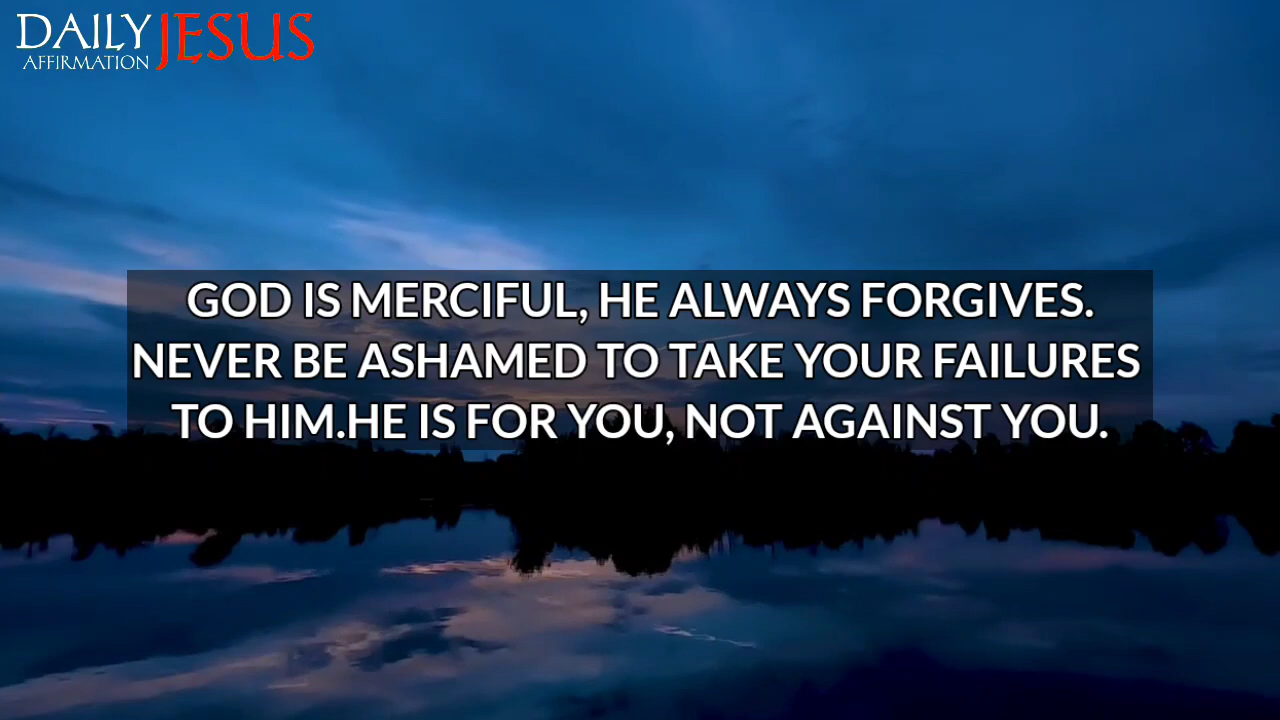 DAILY JESUS
AFFIRMATION
GOD IS MERCIFUL, HE ALWAYS FORGIVES.
NEVER BE ASHAMED TO TAKE YOUR FAILURES
TO HIM.HE IS FOR YOU, NOT AGAINST YOU.